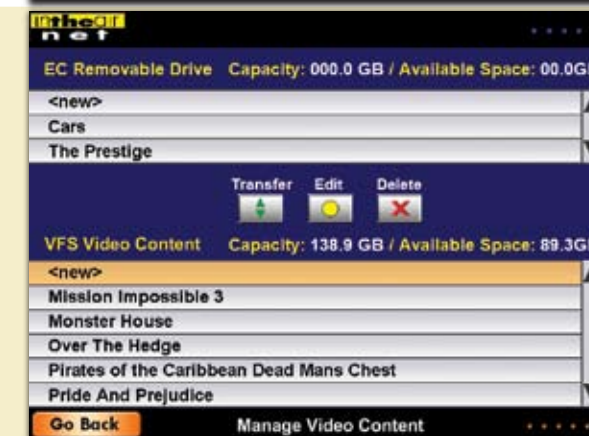 intheair
net
EC Removable Drive Capacity: 000.0 GB / Available Space: 00.0G
<new>
Cars
The Prestige
Transfer Edit Delete
VFS Video Content Capacity: 138.9 GB / Available Space: 89.3G
<new>
Mission Impossible 3
Monster House
Over The Hedge
Pirates of the Caribbean Dead Mans Chest
Pride And Prejudice
Go Back Manage Video Content